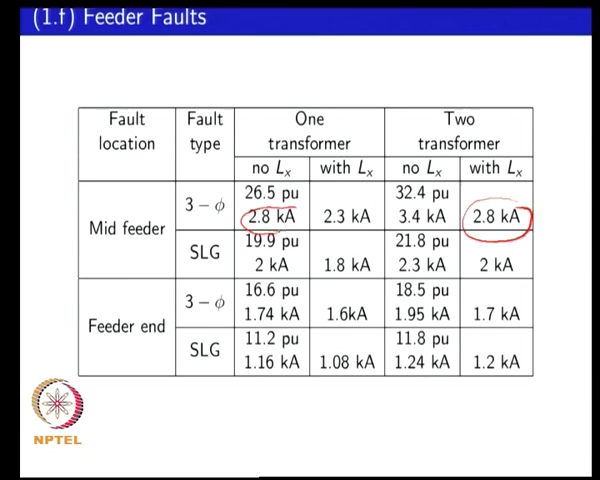 (1.f) Feeder Faults
Fault location Fault type One transformer Two transformer
no Lx with Lx no Lx with Lx
Mid feeder 3 − ϕ 26.5 pu 2.8 kA 2.3 kA 32.4 pu 3.4 kA 2.8 kA
SLG 19.9 pu 2 kA 1.8 kA 21.8 pu 2.3 kA 2 kA
Feeder end 3 − ϕ 16.6 pu 1.74 kA 1.6kA 18.5 pu 1.95 kA 1.7 kA
SLG 11.2 pu 1.16 kA 1.08 kA 11.8 pu 1.24 kA 1.2 kA
NPTEL